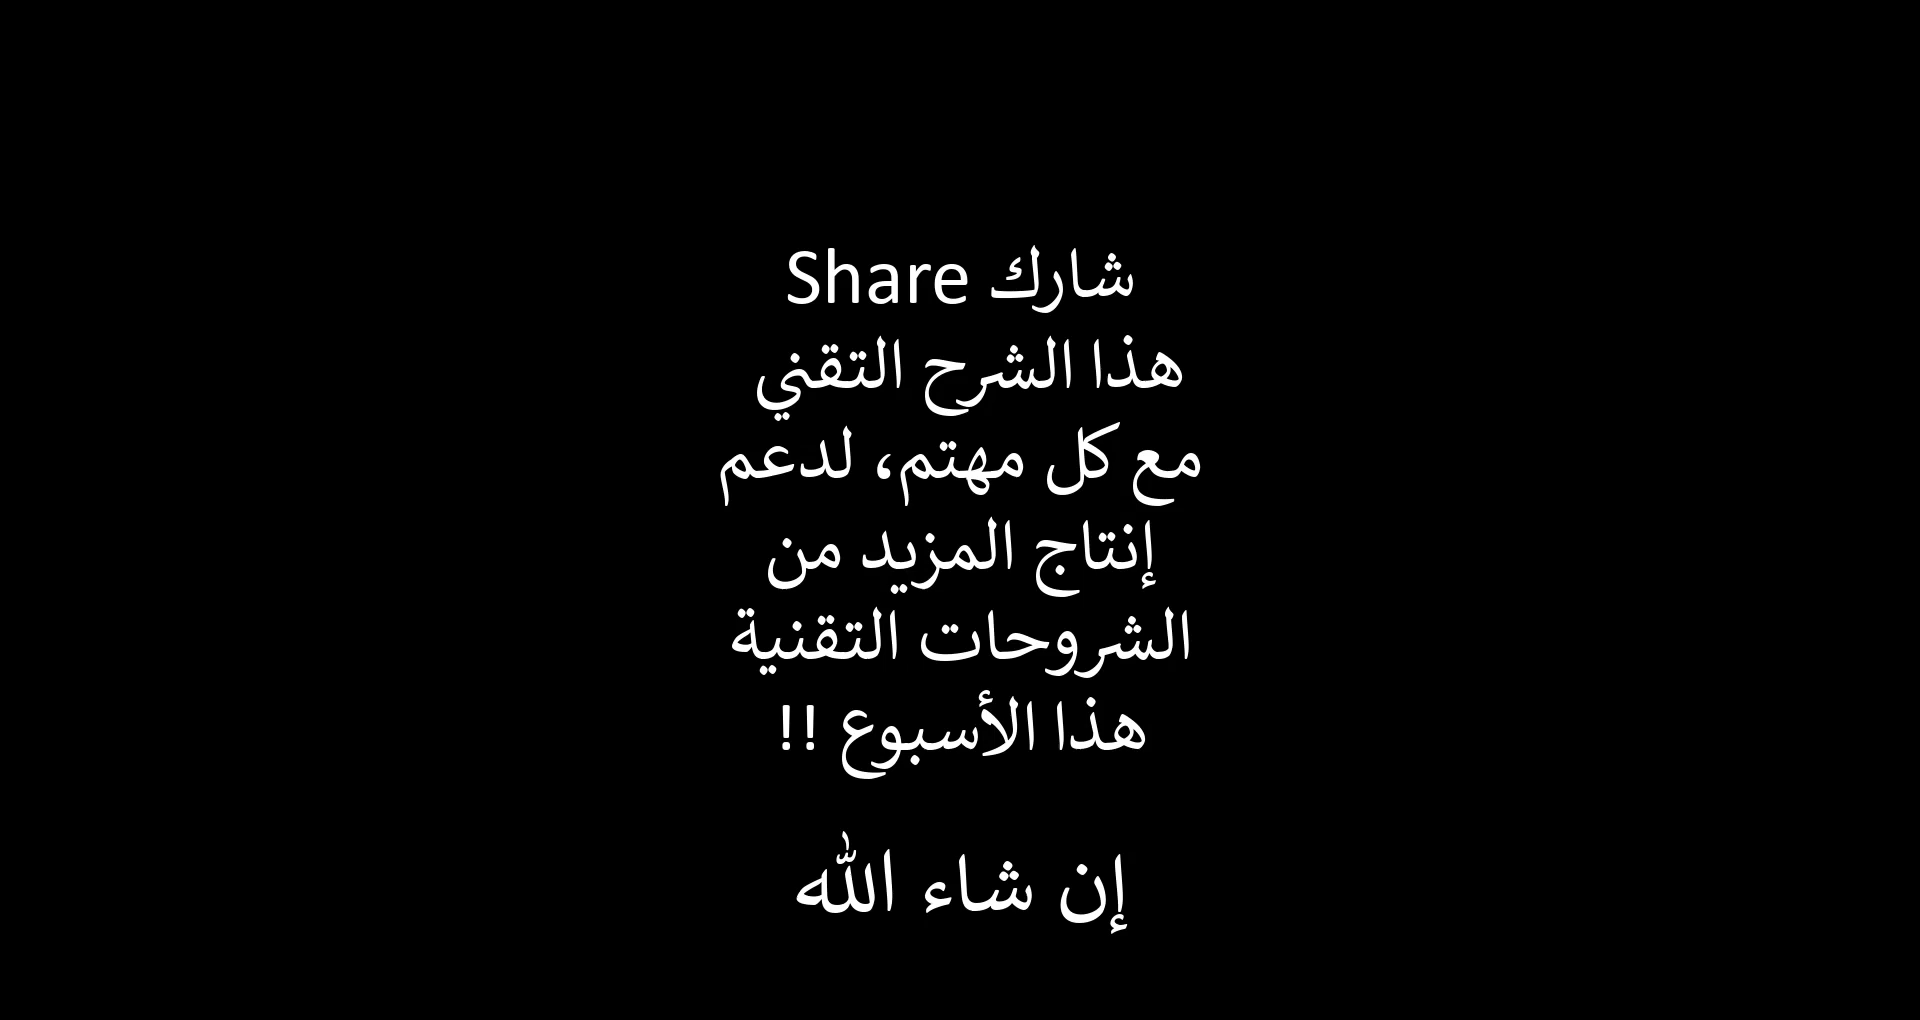 شارك Share
هذا الشرح التقني
مع كل مهتم، لدعم
إنتاج المزيد من
الشروحات التقنية
هذا الأسبوع !!
إن شاء الله